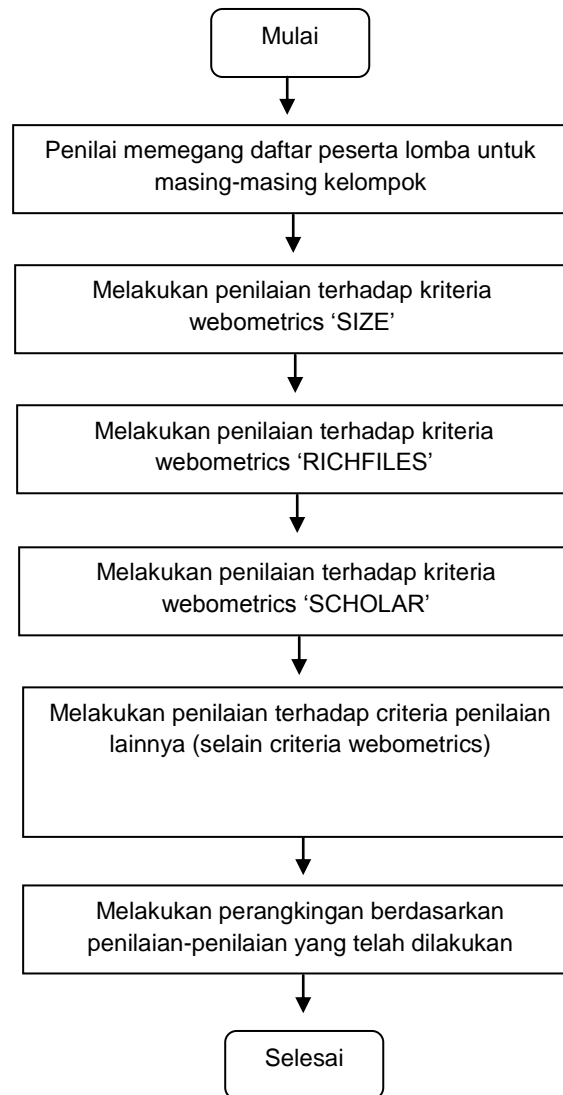 Mulai
Penilai memegang daftar peserta lomba untuk
masing-masing kelompok
Melakukan penilaian terhadap kriteria
webometrics ‘SIZE’
Melakukan penilaian terhadap kriteria
webometrics ‘RICHFILES’
Melakukan penilaian terhadap kriteria
webometrics ‘SCHOLAR’
Melakukan penilaian terhadap criteria penilaian
lainnya (selain criteria webometrics)
Melakukan perangkingan berdasarkan
penilaian-penilaian yang telah dilakukan
Selesai